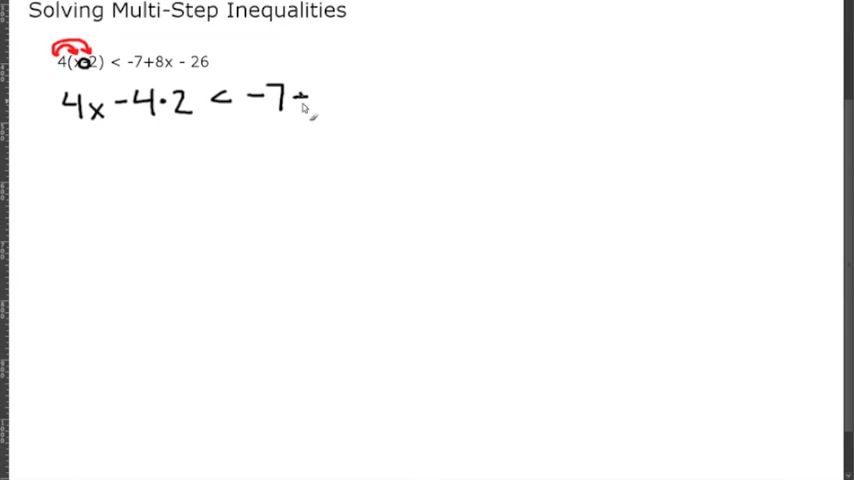 Solving Multi-Step Inequalities
4(x-2) < -7+8x - 26
4x - 4·2 < -7 +